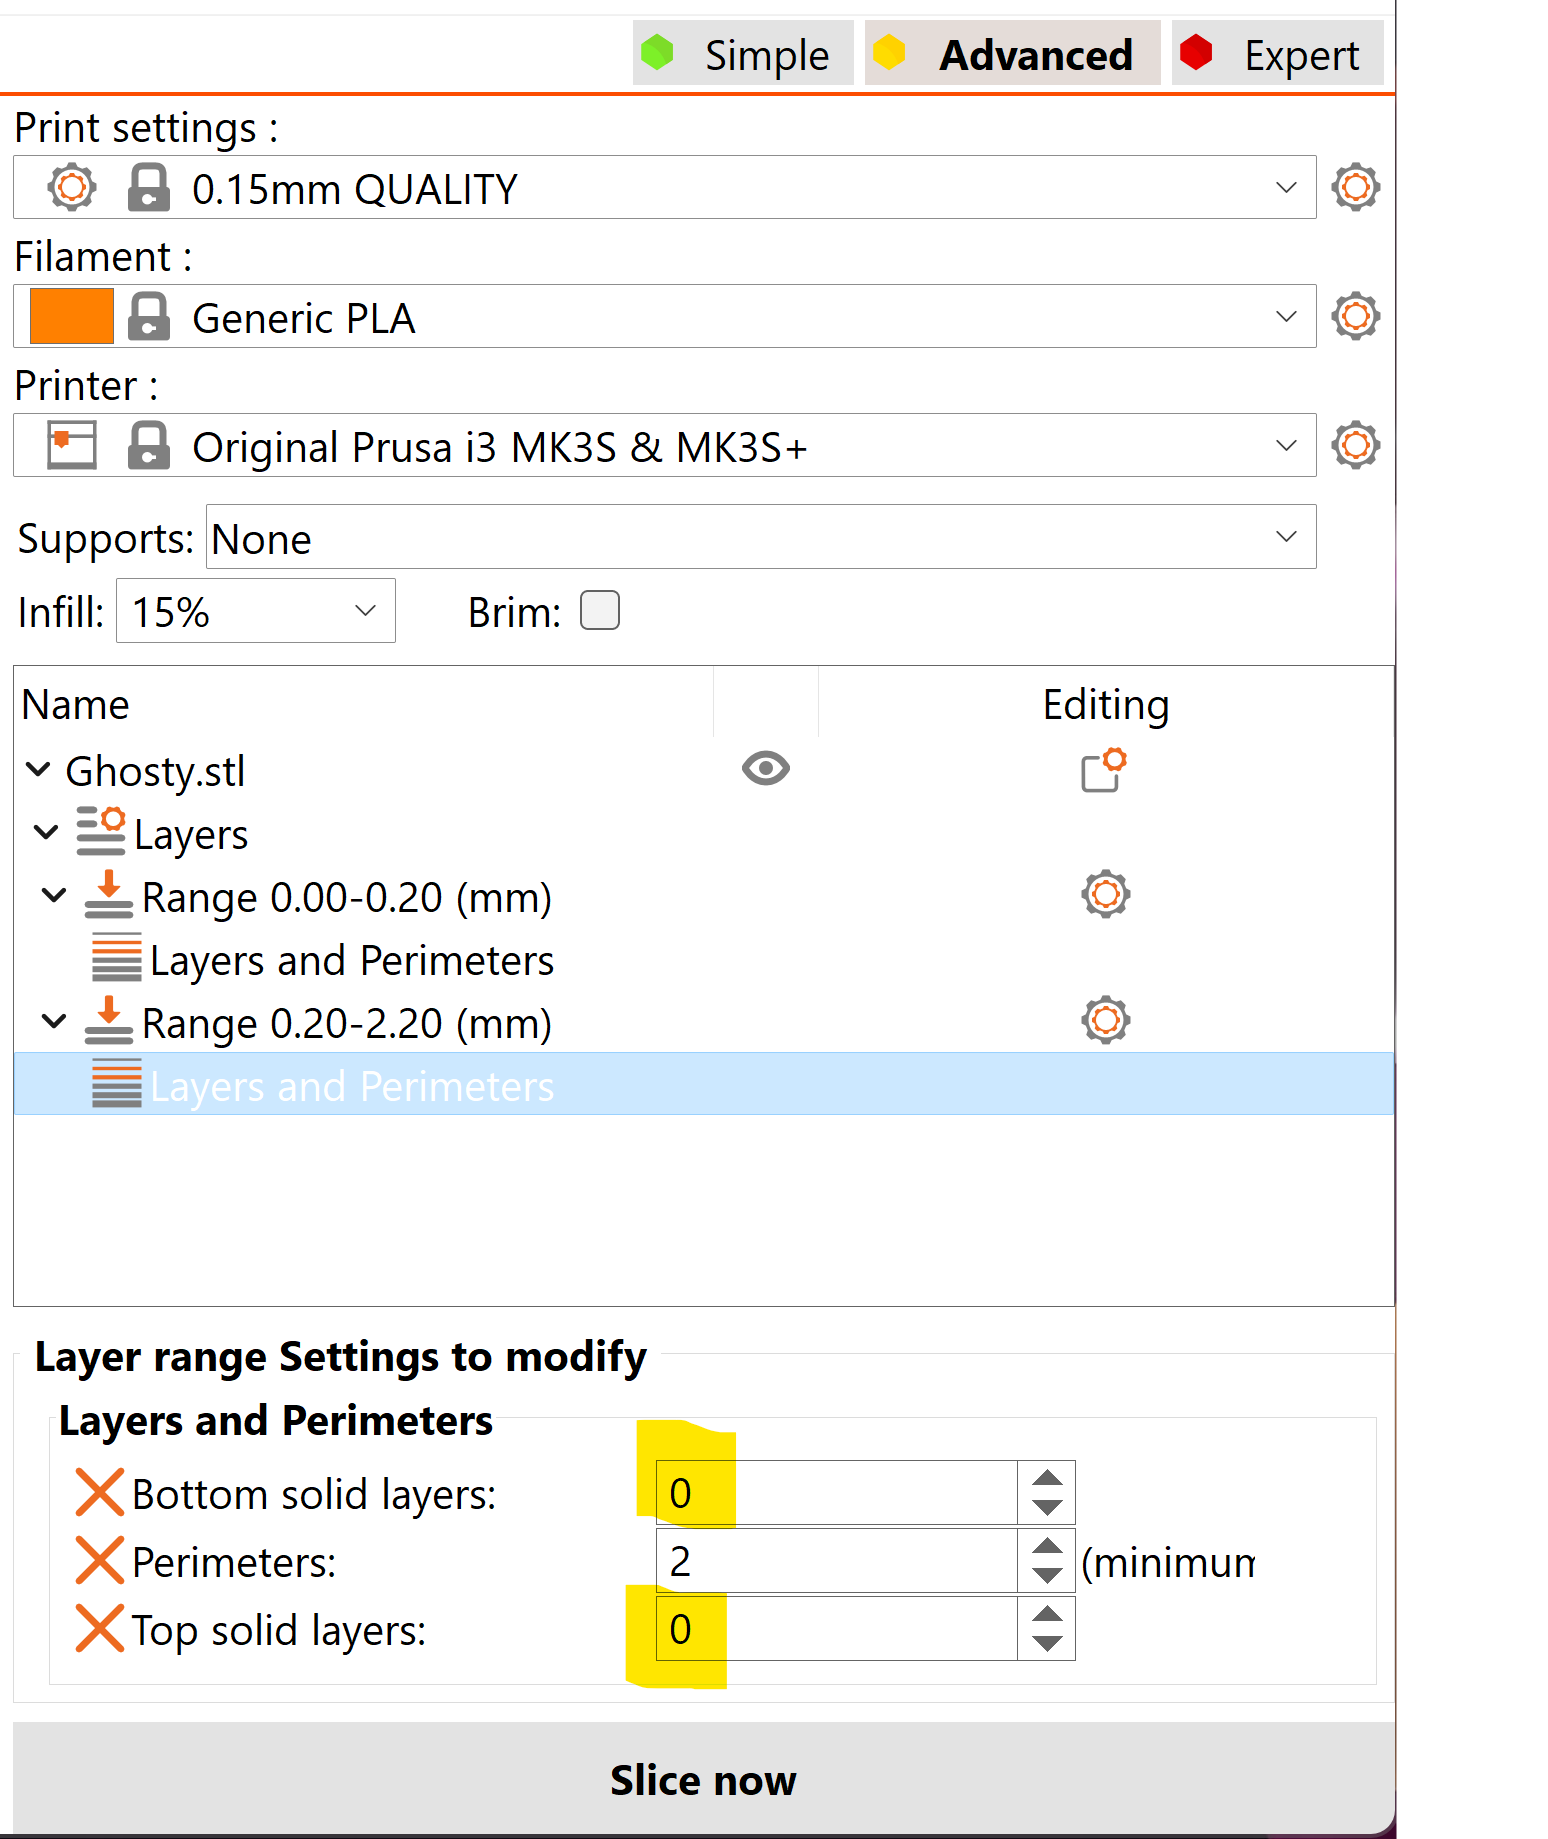 Simple Advanced Expert
Print settings :
0.15mm QUALITY
Filament :
Generic PLA
Printer :
Original Prusa i3 MK3S & MK3S+
Supports: None
Infill: 15% Brim:
Name Editing
Ghosty.stl
Layers
Range 0.00-0.20 (mm)
Layers and Perimeters
Range 0.20-2.20 (mm)
Layers and Perimeters
Layer range Settings to modify
Layers and Perimeters
Bottom solid layers: 0
Perimeters: 2 (minimum
Top solid layers: 0
Slice now